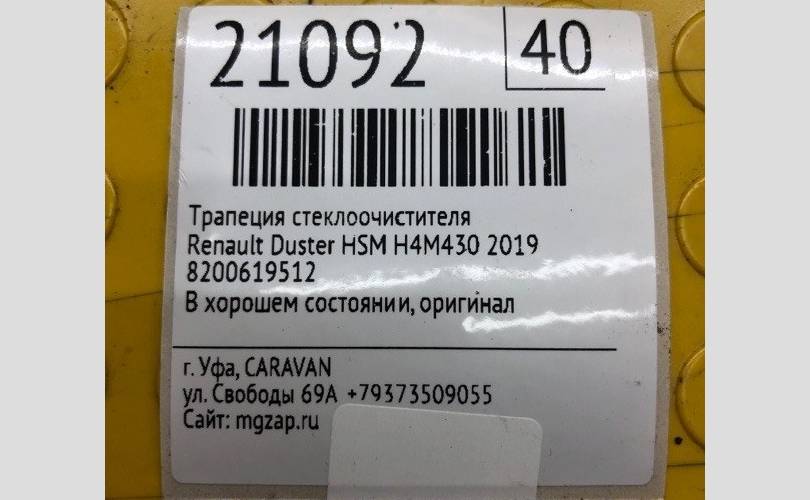 21092 40
Трапеция стеклоочистителя
Renault Duster HSM H4M430 2019
8200619512
В хорошем состоянии, оригинал
г. Уфа, CARAVAN
ул. Свободы 69А +79373509055
Сайт: mgzap.ru